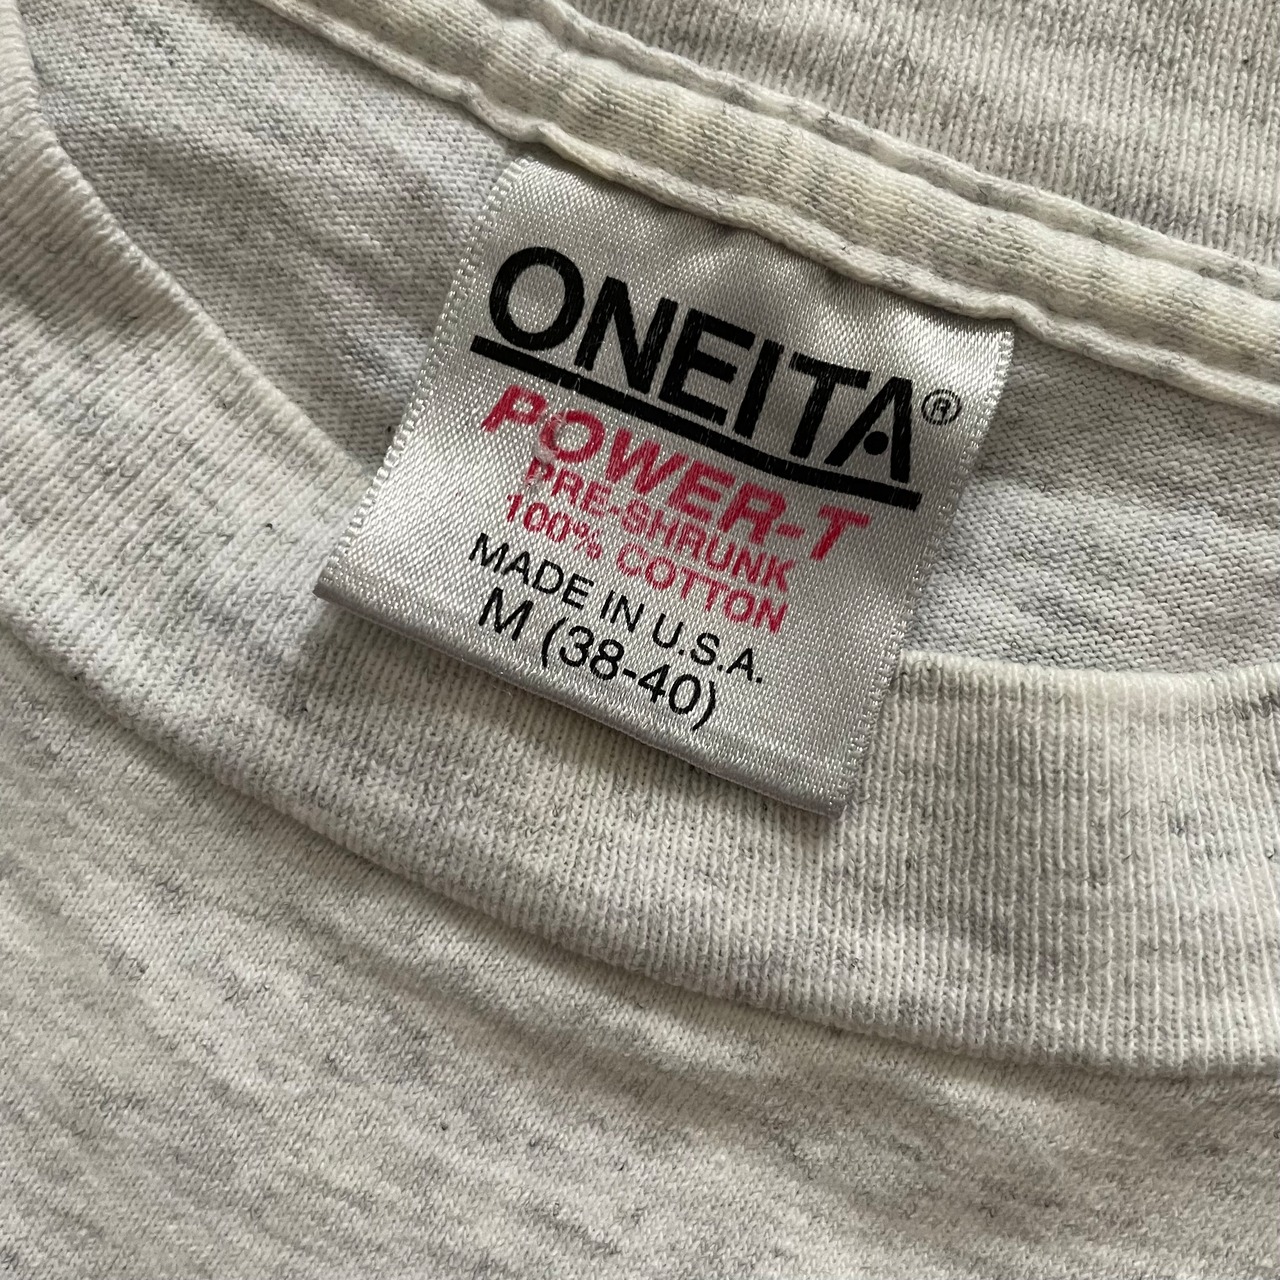 ONEITA®
POWER-T
PRE-SHRUNK
100% COTTON
MADE IN U.S.A.
M (38-40)